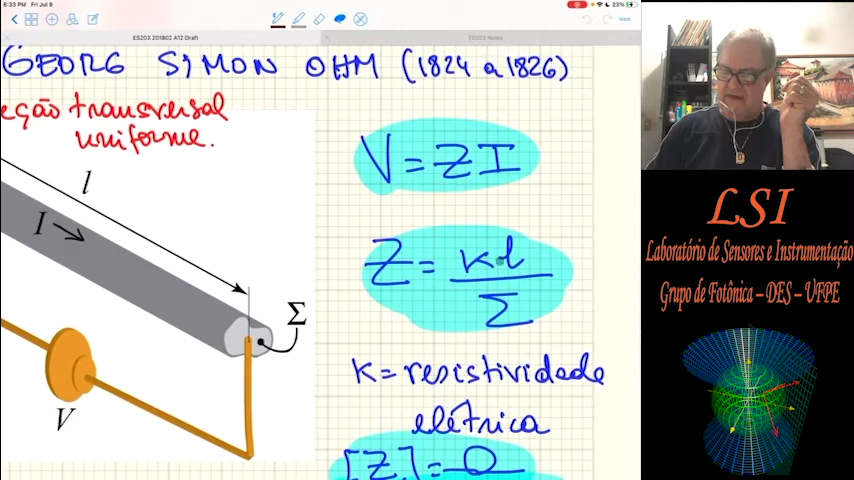 6:33 PM Fri Jul 8
23%
ES203 201802 A12 Draft
ES203 Notes
GEORG SIMON OHM (1824 a 1826)
eção transversal
uniforme.
l
I
Σ
V
V = ZI
Z = κl
Σ
κ = resistividade
elétrica
[Z] = Ω
LSI
Laboratório de Sensores e Instrumentação
Grupo de Fotônica – DES – UFPE